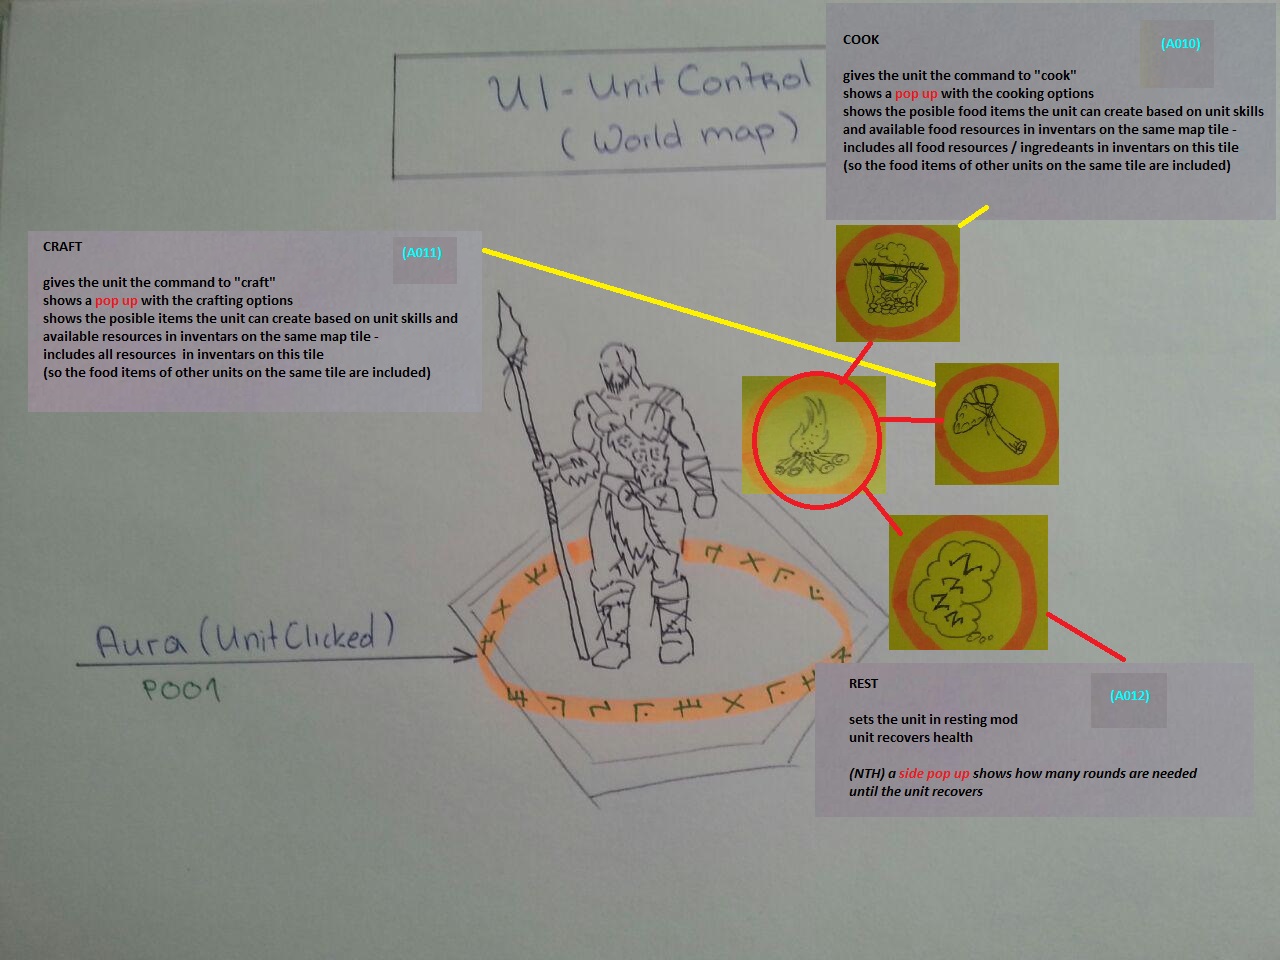 UI - Unit Control
( World map )
COOK
(A010)
gives the unit the command to "cook"
shows a pop up with the cooking options
shows the posible food items the unit can create based on unit skills
and available food resources in inventars on the same map tile -
includes all food resources / ingredeants in inventars on this tile
(so the food items of other units on the same tile are included)
CRAFT
(A011)
gives the unit the command to "craft"
shows a pop up with the crafting options
shows the posible items the unit can create based on unit skills and
available resources in inventars on the same map tile -
includes all resources in inventars on this tile
(so the food items of other units on the same tile are included)
Aura (Unit Clicked)
P001
REST
(A012)
sets the unit in resting mod
unit recovers health
(NTH) a side pop up shows how many rounds are needed
until the unit recovers